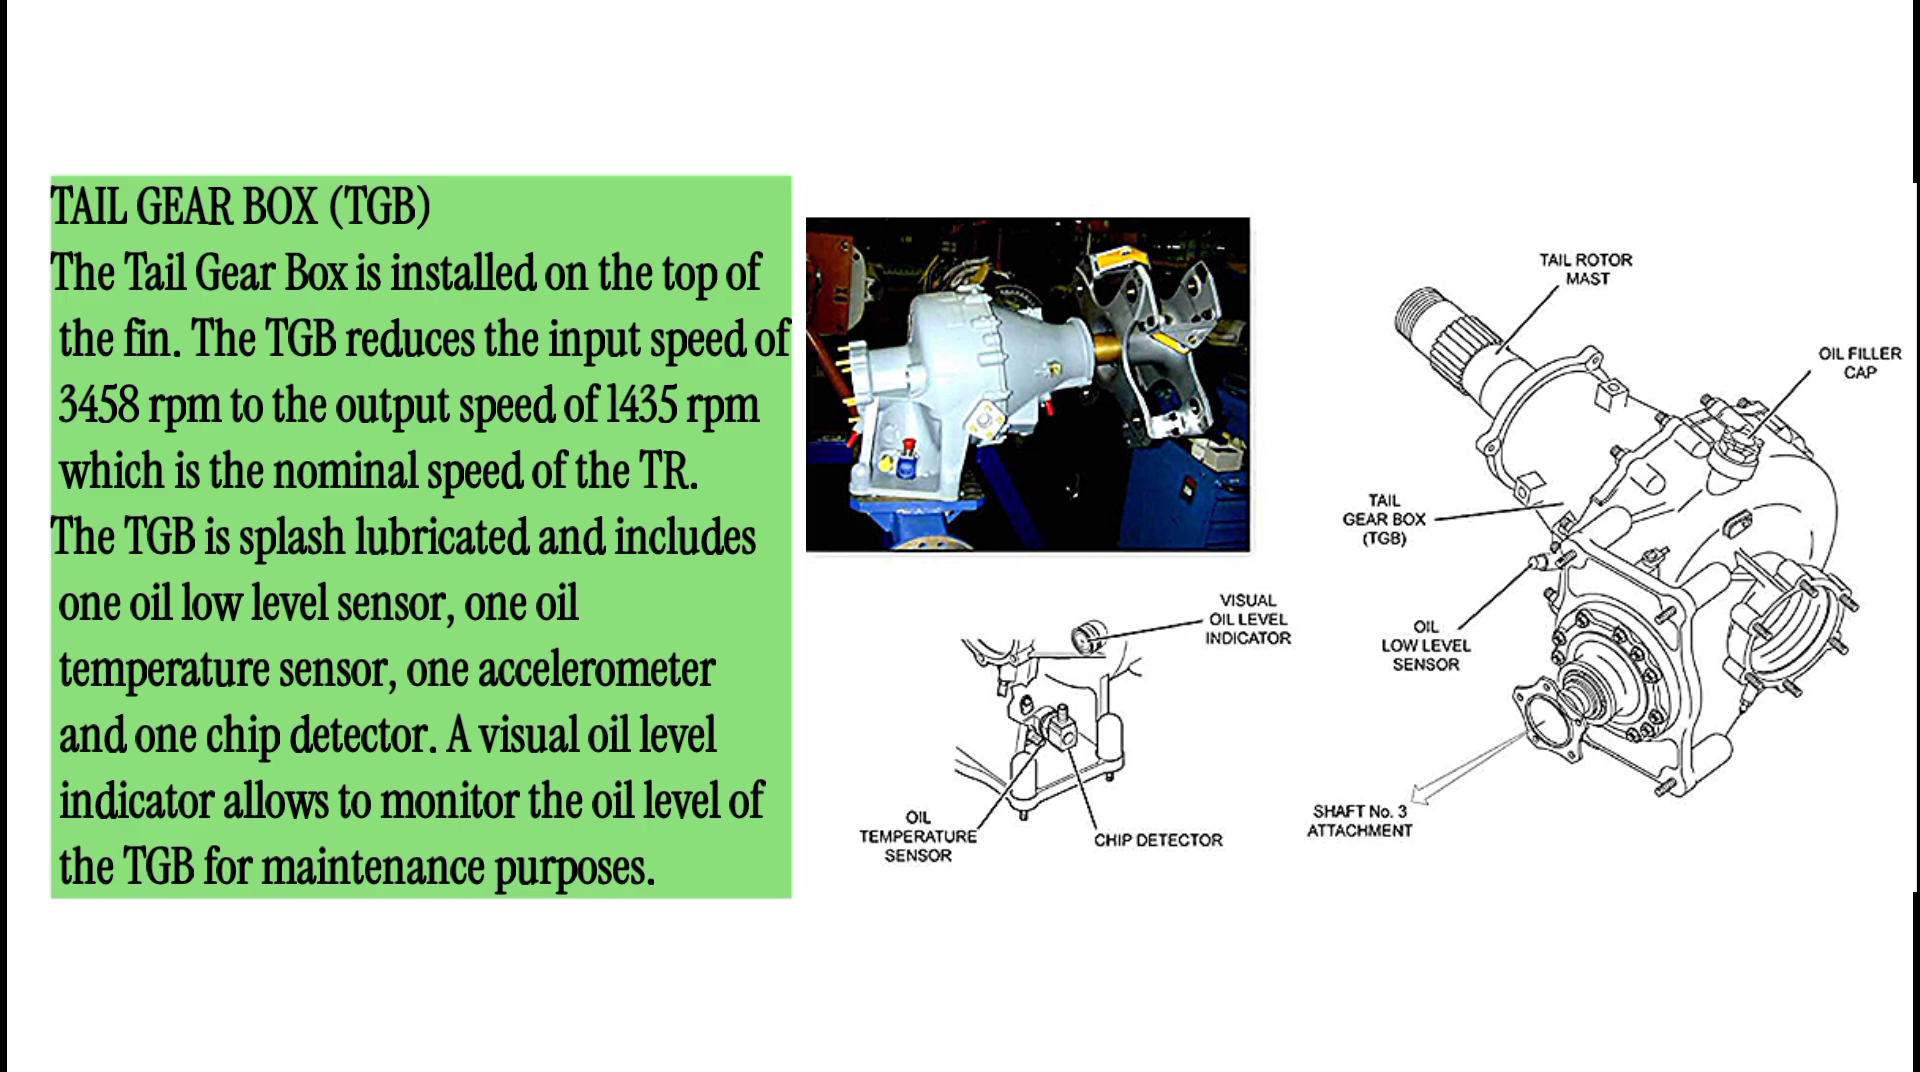 TAIL GEAR BOX (TGB)
The Tail Gear Box is installed on the top of
the fin. The TGB reduces the input speed of
3458 rpm to the output speed of 1435 rpm
which is the nominal speed of the TR.
The TGB is splash lubricated and includes
one oil low level sensor, one oil
temperature sensor, one accelerometer
and one chip detector. A visual oil level
indicator allows to monitor the oil level of
the TGB for maintenance purposes.
VISUAL
OIL LEVEL
INDICATOR
OIL
TEMPERATURE
SENSOR
CHIP DETECTOR
TAIL ROTOR
MAST
OIL FILLER
CAP
TAIL
GEAR BOX
(TGB)
OIL
LOW LEVEL
SENSOR
SHAFT No. 3
ATTACHMENT